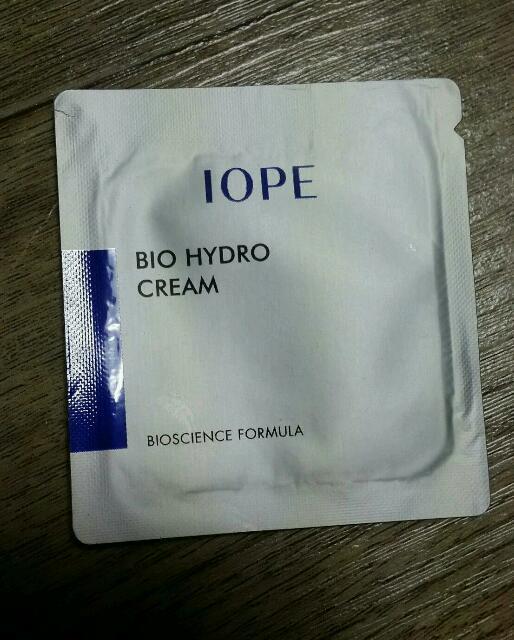 IOPE
BIO HYDRO
CREAM
BIOSCIENCE FORMULA